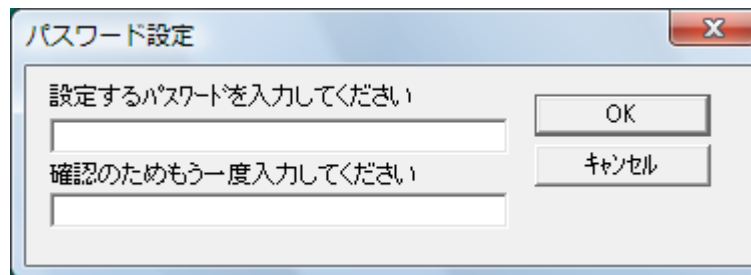 パスワード設定
設定するﾊﾟｽﾜｰﾄﾞを入力してください
OK
確認のためもう一度入力してください
ｷｬﾝｾﾙ